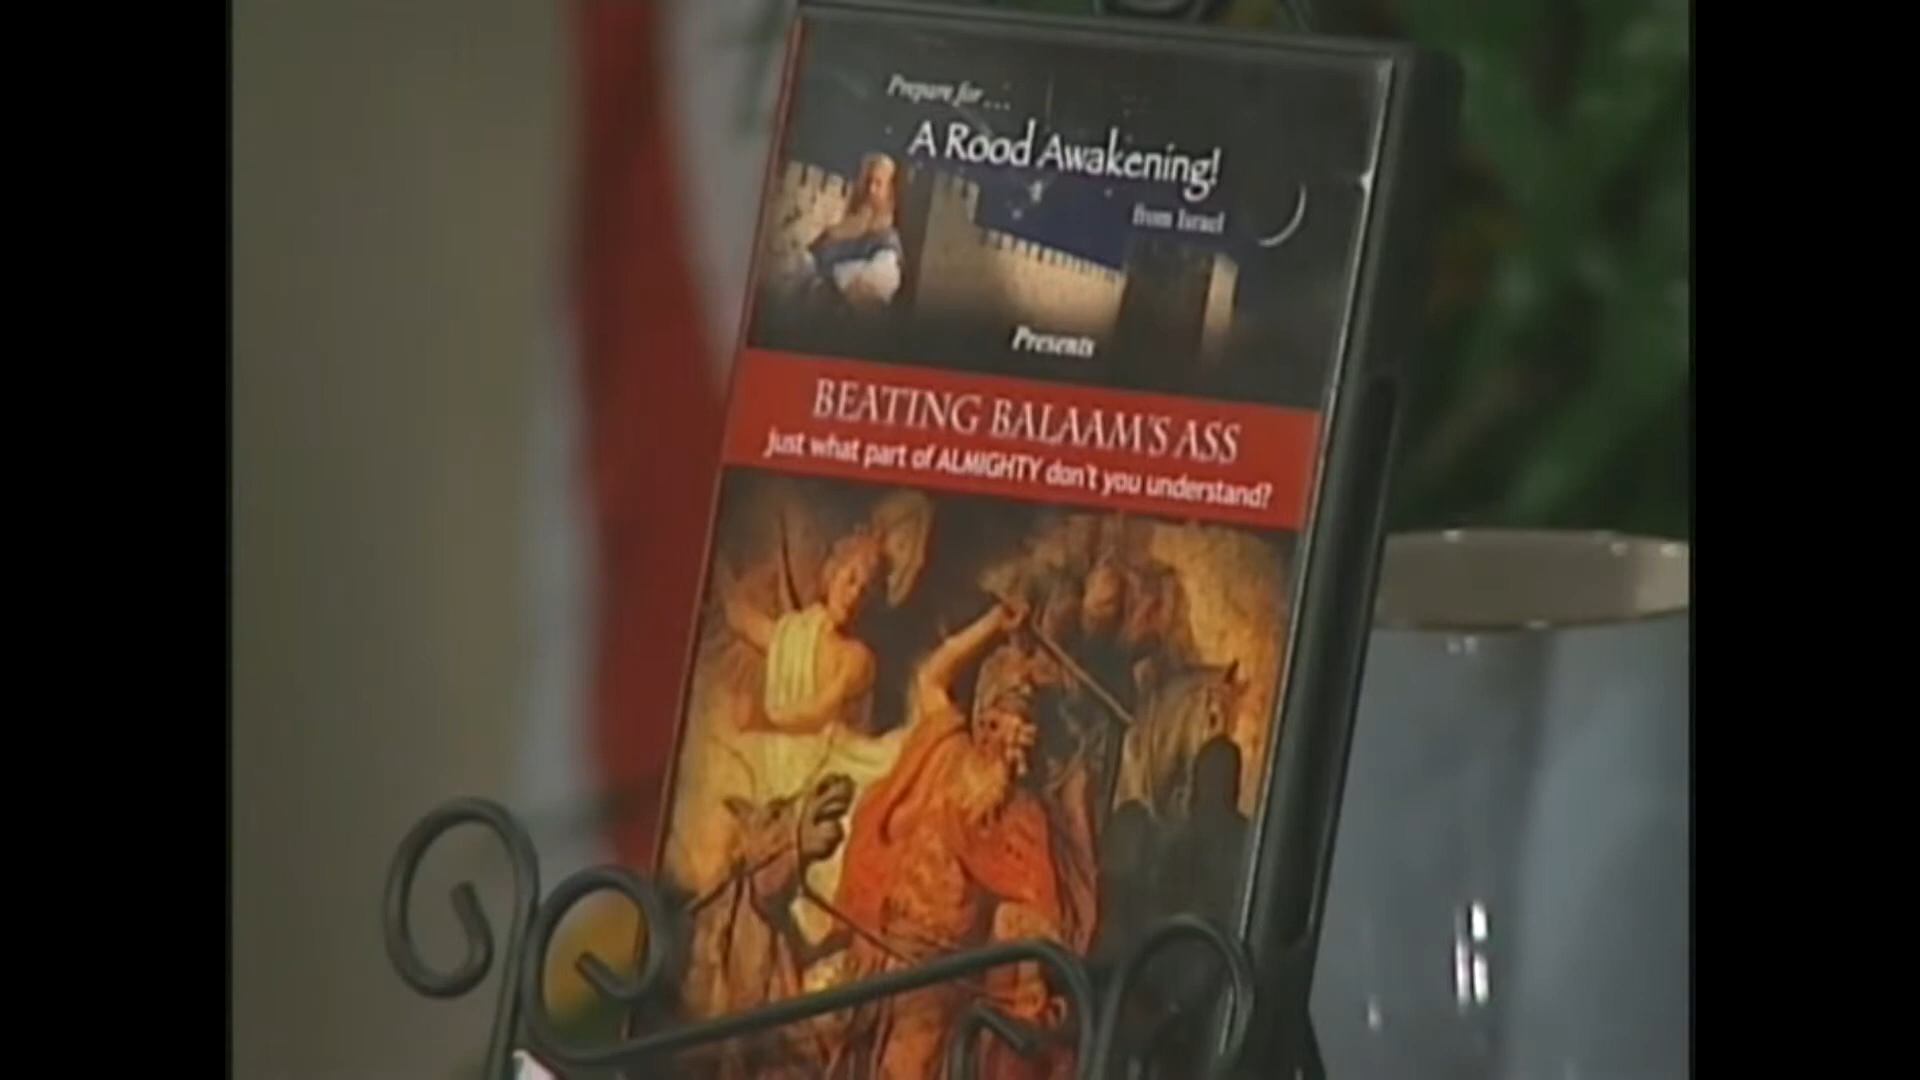 Prepare for...
A Rood Awakening!
from Israel
Presents
BEATING BALAAM'S ASS
Just what part of ALMIGHTY don't you understand?